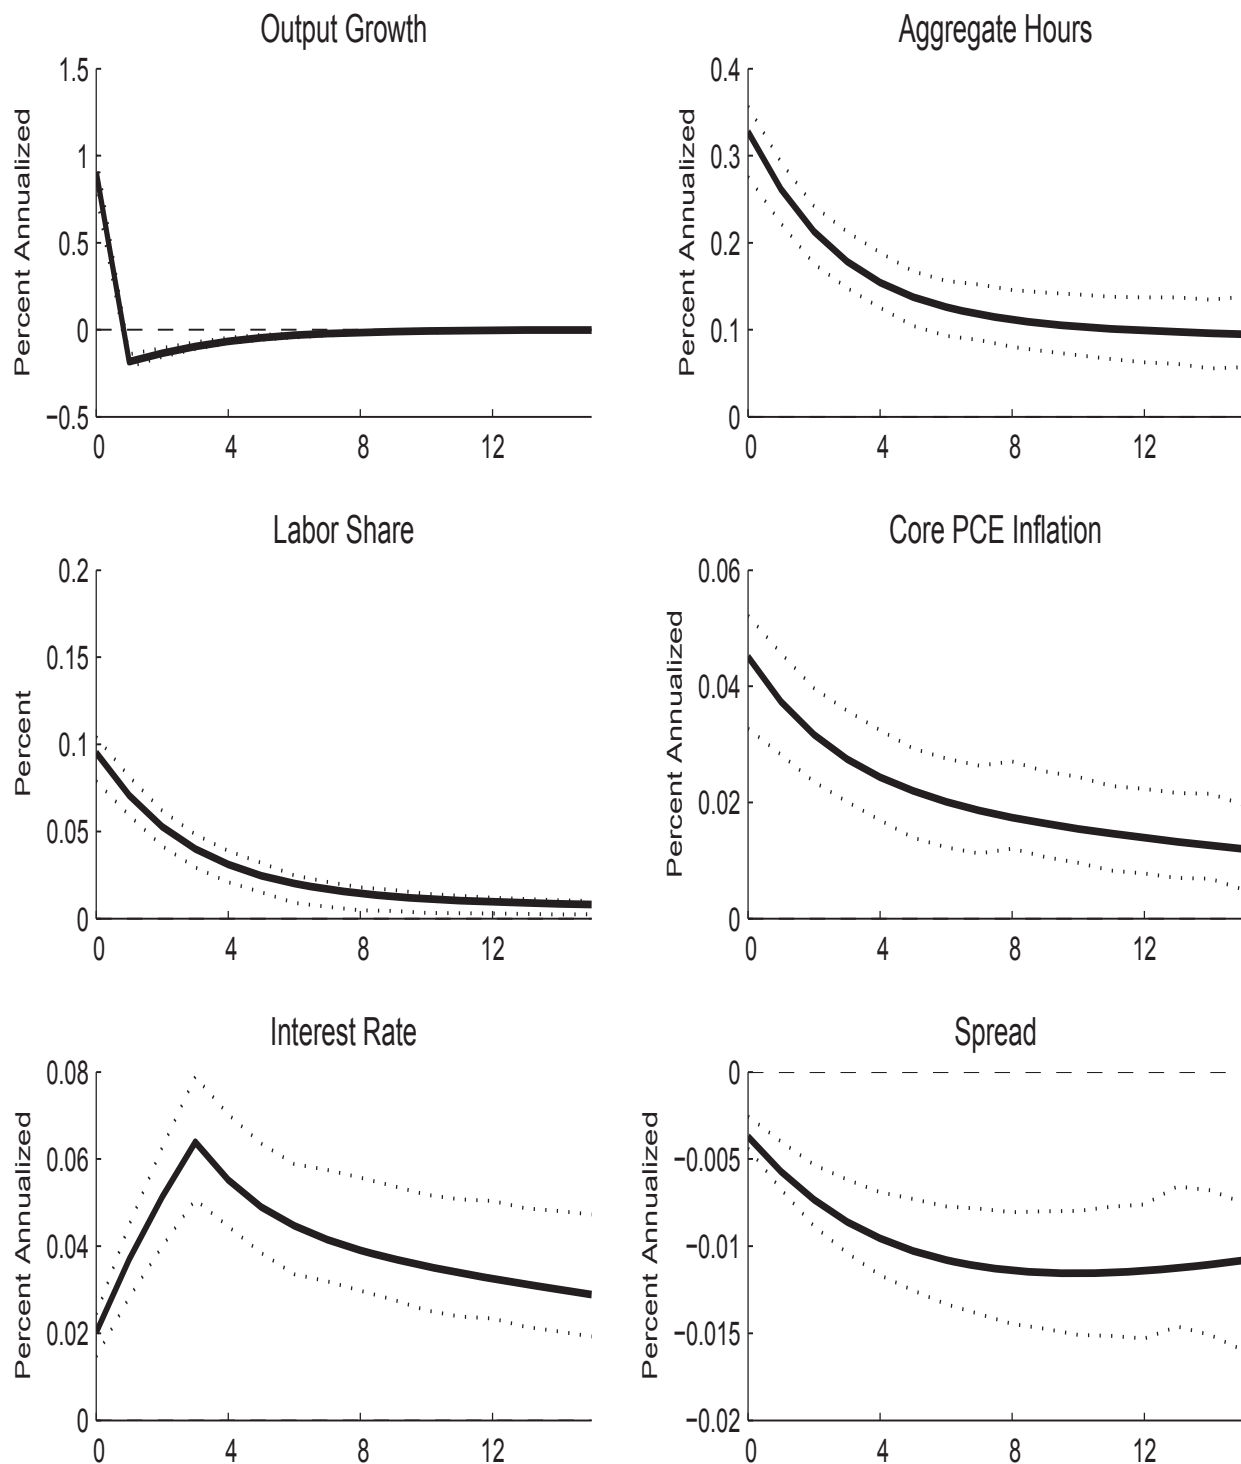 Output Growth
Percent Annualized
1.5
1
0.5
0
−0.5
0 4 8 12
Aggregate Hours
Percent Annualized
0.4
0.3
0.2
0.1
0
0 4 8 12
Labor Share
Percent
0.2
0.15
0.1
0.05
0
0 4 8 12
Core PCE Inflation
Percent Annualized
0.06
0.04
0.02
0
0 4 8 12
Interest Rate
Percent Annualized
0.08
0.06
0.04
0.02
0
0 4 8 12
Spread
Percent Annualized
0
−0.005
−0.01
−0.015
−0.02
0 4 8 12